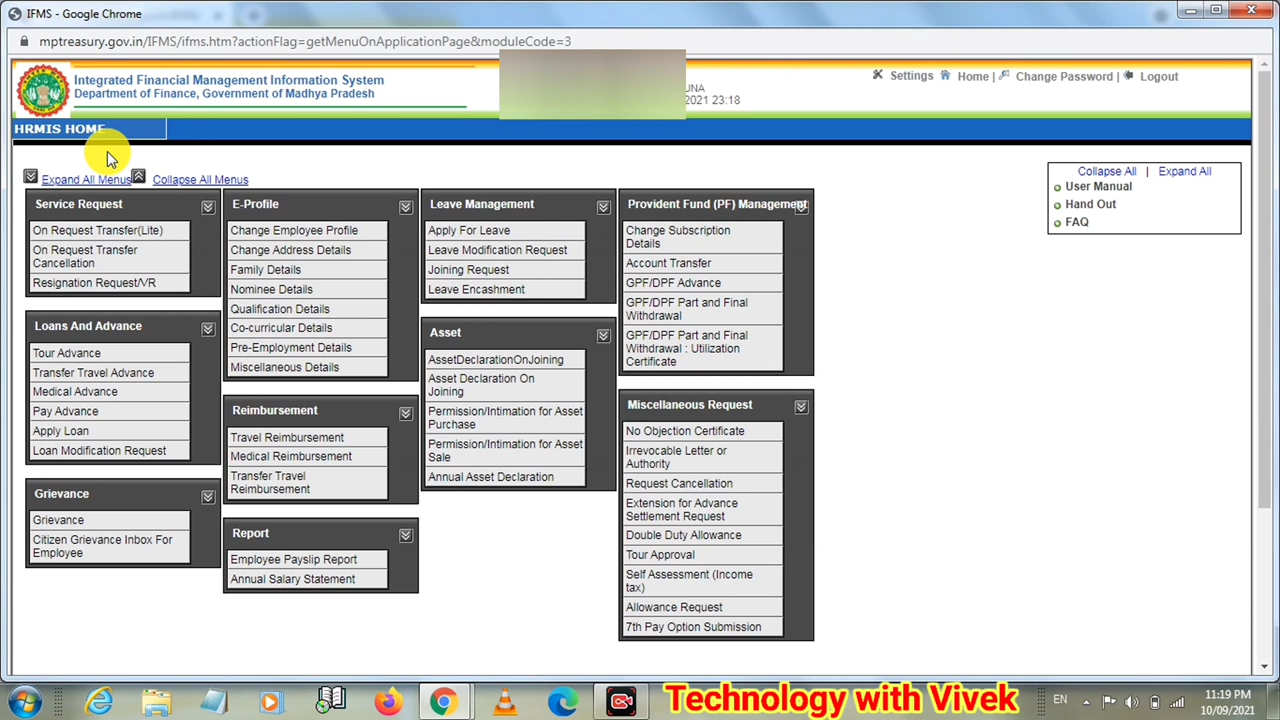 IFMS - Google Chrome
mptreasury.gov.in/IFMS/ifms.htm?actionFlag=getMenuOnApplicationPage&moduleCode=3
Integrated Financial Management Information System
Department of Finance, Government of Madhya Pradesh
UNA
2021 23:18
Settings Home | Change Password | Logout
HRMIS HOME
Expand All Menus Collapse All Menus
Collapse All | Expand All
User Manual
Hand Out
FAQ
Service Request
On Request Transfer(Lite)
On Request Transfer
Cancellation
Resignation Request/VR
Loans And Advance
Tour Advance
Transfer Travel Advance
Medical Advance
Pay Advance
Apply Loan
Loan Modification Request
Grievance
Grievance
Citizen Grievance Inbox For
Employee
E-Profile
Change Employee Profile
Change Address Details
Family Details
Nominee Details
Qualification Details
Co-curricular Details
Pre-Employment Details
Miscellaneous Details
Reimbursement
Travel Reimbursement
Medical Reimbursement
Transfer Travel
Reimbursement
Report
Employee Payslip Report
Annual Salary Statement
Leave Management
Apply For Leave
Leave Modification Request
Joining Request
Leave Encashment
Asset
AssetDeclarationOnJoining
Asset Declaration On
Joining
Permission/Intimation for Asset
Purchase
Permission/Intimation for Asset
Sale
Annual Asset Declaration
Provident Fund (PF) Management
Change Subscription
Details
Account Transfer
GPF/DPF Advance
GPF/DPF Part and Final
Withdrawal
GPF/DPF Part and Final
Withdrawal : Utilization
Certificate
Miscellaneous Request
No Objection Certificate
Irrevocable Letter or
Authority
Request Cancellation
Extension for Advance
Settlement Request
Double Duty Allowance
Tour Approval
Self Assessment (Income
tax)
Allowance Request
7th Pay Option Submission
Technology with Vivek
EN
11:19 PM
10/09/2021